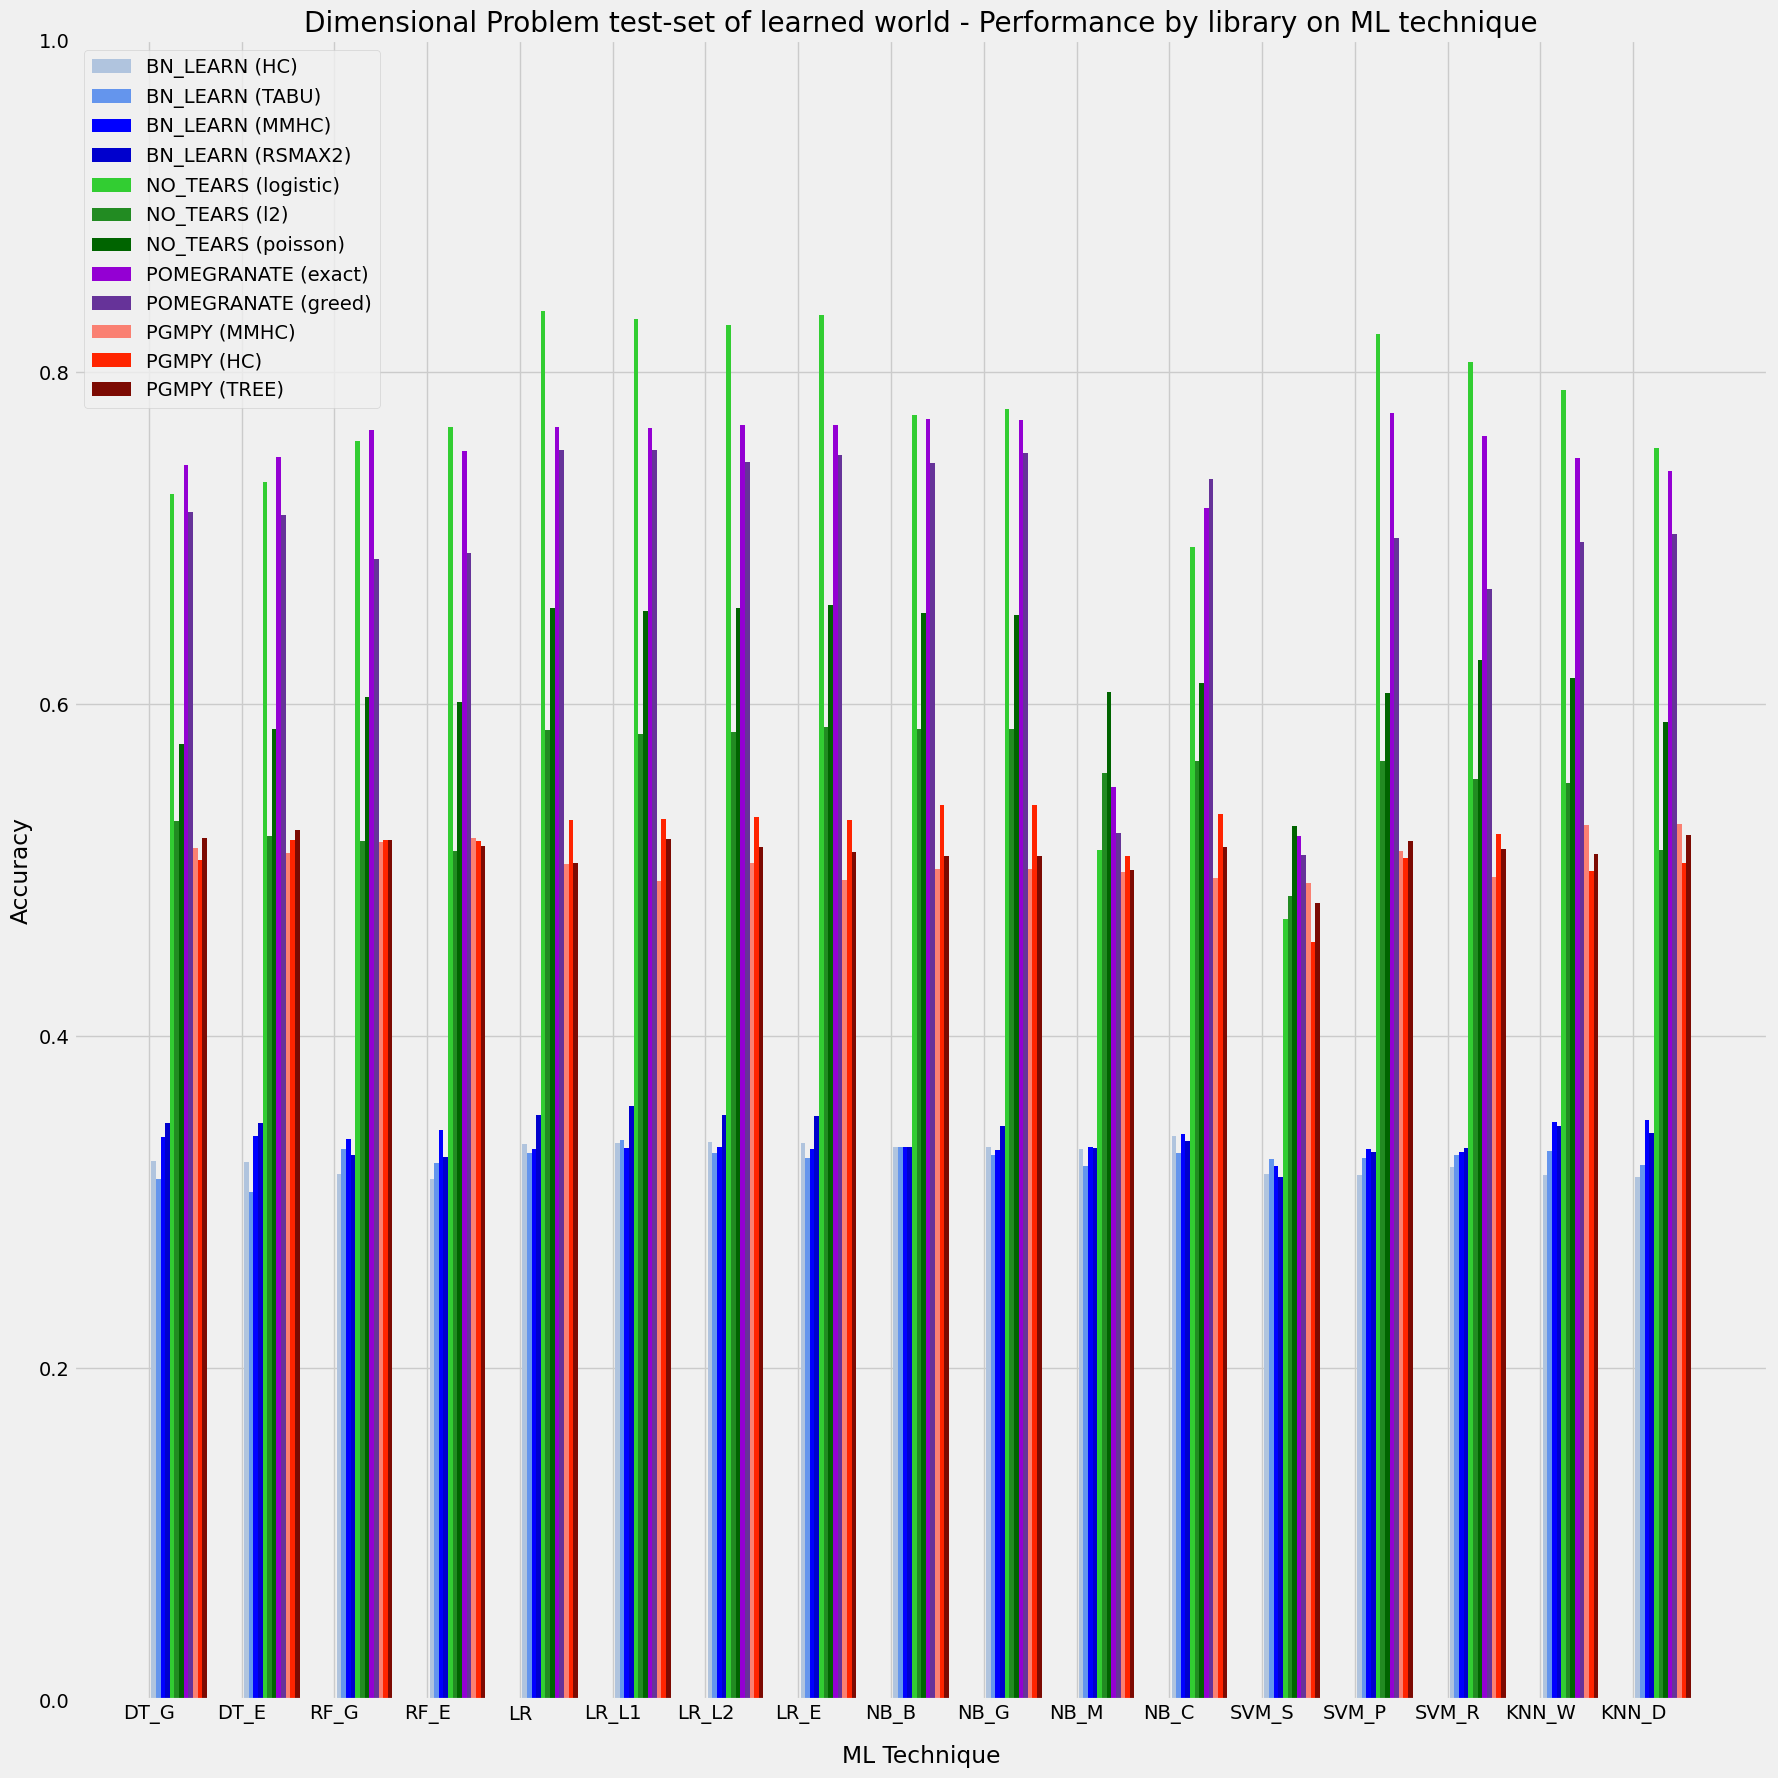 Dimensional Problem test-set of learned world - Performance by library on ML technique
1.0
0.8
0.6
0.4
0.2
0.0
Accuracy
BN_LEARN (HC)
BN_LEARN (TABU)
BN_LEARN (MMHC)
BN_LEARN (RSMAX2)
NO_TEARS (logistic)
NO_TEARS (l2)
NO_TEARS (poisson)
POMEGRANATE (exact)
POMEGRANATE (greed)
PGMPY (MMHC)
PGMPY (HC)
PGMPY (TREE)
DT_G DT_E RF_G RF_E LR LR_L1 LR_L2 LR_E NB_B NB_G NB_M NB_C SVM_S SVM_P SVM_R KNN_W KNN_D
ML Technique